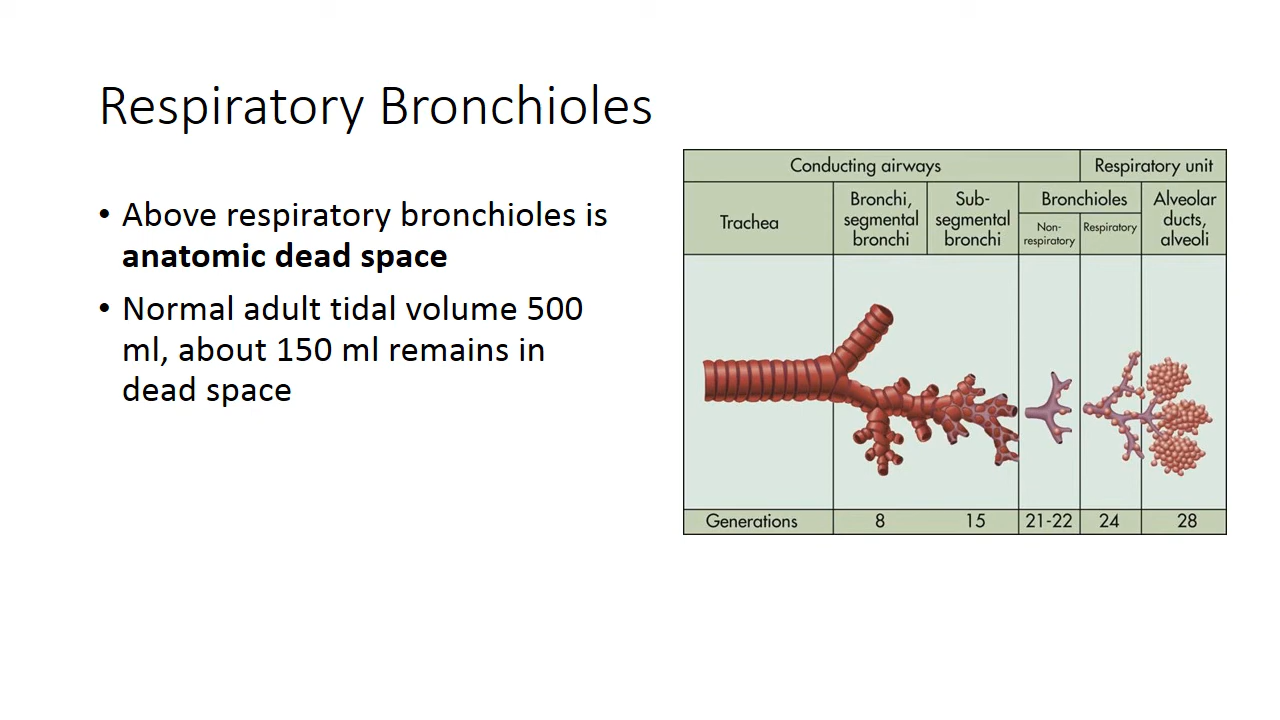 Respiratory Bronchioles
• Above respiratory bronchioles is
anatomic dead space
• Normal adult tidal volume 500
ml, about 150 ml remains in
dead space
Conducting airways
Respiratory unit
Trachea
Bronchi,
segmental
bronchi
Sub-
segmental
bronchi
Bronchioles
Non-
respiratory
Respiratory
Alveolar
ducts,
alveoli
Generations
8
15
21-22
24
28